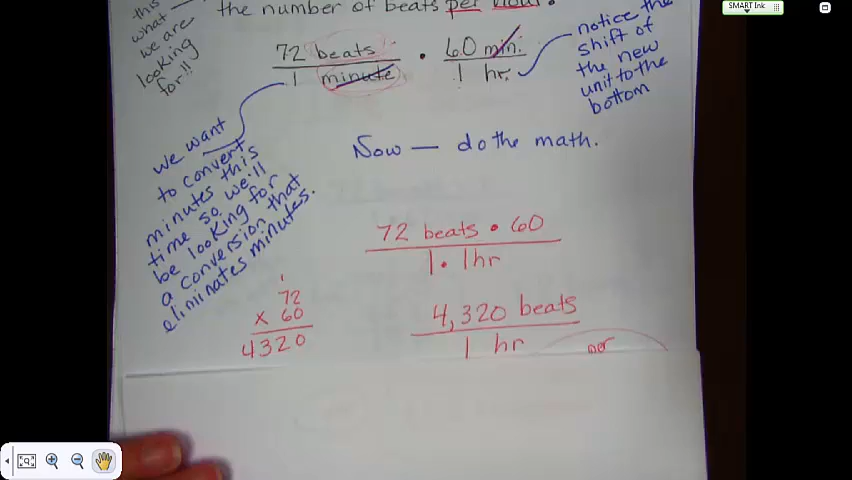 the number of beats per hour.
this
what
we are
looking
for!!
72 beats · 60 min.
1 minute 1 hr.
notice the
shift of
the new
unit to the
bottom
we want
to convert
minutes this
time so we'll
be looking for
a conversion that
eliminates minutes.
Now — do the math.
72 beats · 60
1 · 1hr
1
72
x 60
4320
4,320 beats
1 hr
per
SMART Ink